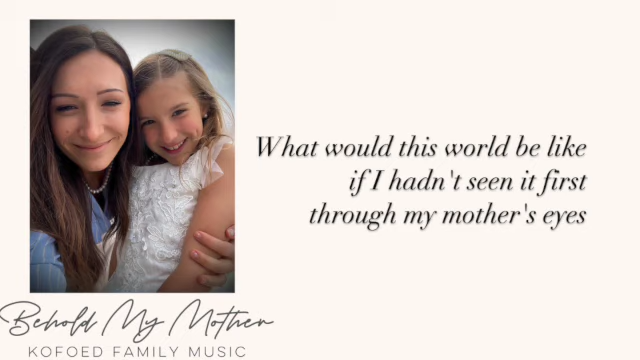 What would this world be like
if I hadn't seen it first
through my mother's eyes
Behold My Mother
KOFOED FAMILY MUSIC